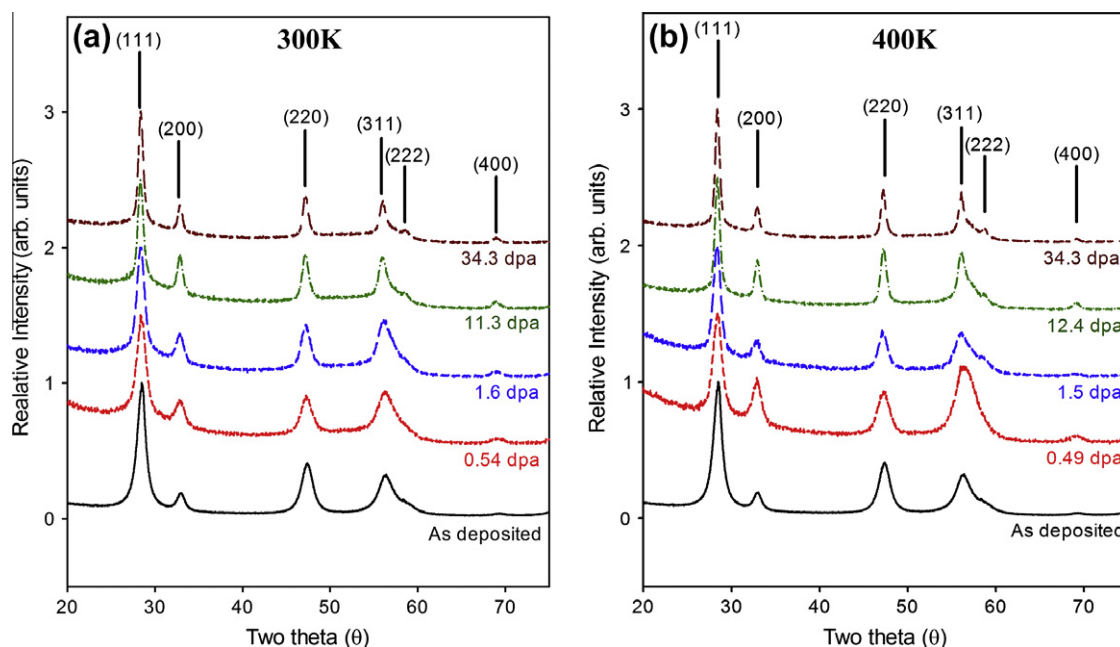 (a)
300K
(111)
(200)
(220)
(311)
(222)
(400)
Realative Intensity (arb. units)
3
2
1
0
34.3 dpa
11.3 dpa
1.6 dpa
0.54 dpa
As deposited
20 30 40 50 60 70
Two theta (θ)
(b)
400K
(111)
(200)
(220)
(311)
(222)
(400)
Relative Intensity (arb. units)
3
2
1
0
34.3 dpa
12.4 dpa
1.5 dpa
0.49 dpa
As deposited
20 30 40 50 60 70
Two theta (θ)